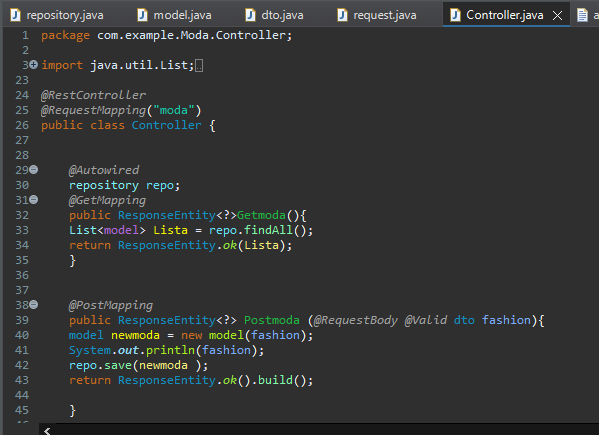 repository.java model.java dto.java request.java Controller.java a
1 package com.example.Moda.Controller;
2
3 import java.util.List;
23
24 @RestController
25 @RequestMapping("moda")
26 public class Controller {
27
28
29 @Autowired
30 repository repo;
31 @GetMapping
32 public ResponseEntity<?>Getmoda(){
33 List<model> Lista = repo.findAll();
34 return ResponseEntity.ok(Lista);
35 }
36
37
38 @PostMapping
39 public ResponseEntity<?> Postmoda (@RequestBody @Valid dto fashion){
40 model newmoda = new model(fashion);
41 System.out.println(fashion);
42 repo.save(newmoda );
43 return ResponseEntity.ok().build();
44
45 }
46